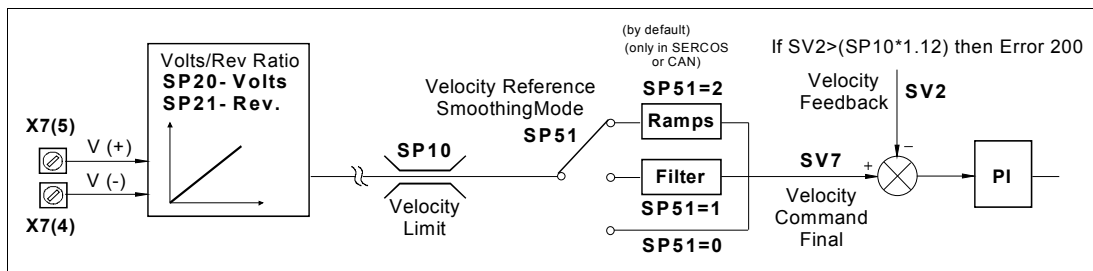 Volts/Rev Ratio
SP20-Volts
SP21-Rev.
X7(5)
V (+)
V (-)
X7(4)
SP10
Velocity
Limit
Velocity Reference
SmoothingMode
SP51
(by default)
(only in SERCOS
or CAN)
SP51=2
Ramps
Filter
SP51=1
SP51=0
If SV2>(SP10*1.12) then Error 200
Velocity
Feedback
SV2
−
+
SV7
Velocity
Command
Final
PI